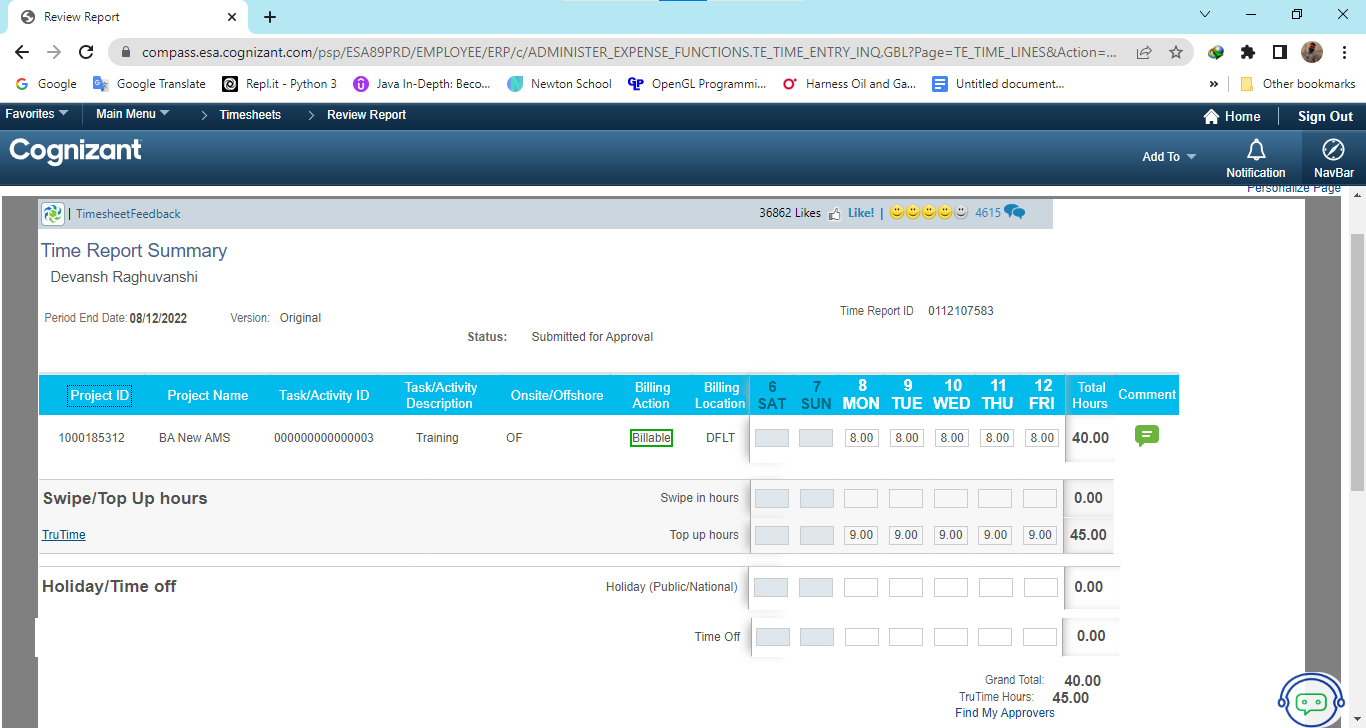 Review Report
compass.esa.cognizant.com/psp/ESA89PRD/EMPLOYEE/ERP/c/ADMINISTER_EXPENSE_FUNCTIONS.TE_TIME_ENTRY_INQ.GBL?Page=TE_TIME_LINES&Action=...
Google Google Translate Repl.it - Python 3 Java In-Depth: Beco... Newton School OpenGL Programmi... Harness Oil and Ga... Untitled document... » Other bookmarks
Favorites Main Menu > Timesheets > Review Report Home Sign Out
Cognizant Add To Notification NavBar
Personalize Page
| TimesheetFeedback 36862 Likes Like! | 4615
Time Report Summary
Devansh Raghuvanshi
Period End Date: 08/12/2022 Version: Original Time Report ID 0112107583
Status: Submitted for Approval
Project ID Project Name Task/Activity ID Task/Activity Description Onsite/Offshore Billing Action Billing Location 6 SAT 7 SUN 8 MON 9 TUE 10 WED 11 THU 12 FRI Total Hours Comment
1000185312 BA New AMS 000000000000003 Training OF Billable DFLT 8.00 8.00 8.00 8.00 8.00 40.00
Swipe/Top Up hours Swipe in hours 0.00
TruTime Top up hours 9.00 9.00 9.00 9.00 9.00 45.00
Holiday/Time off Holiday (Public/National) 0.00
Time Off 0.00
Grand Total: 40.00
TruTime Hours: 45.00
Find My Approvers